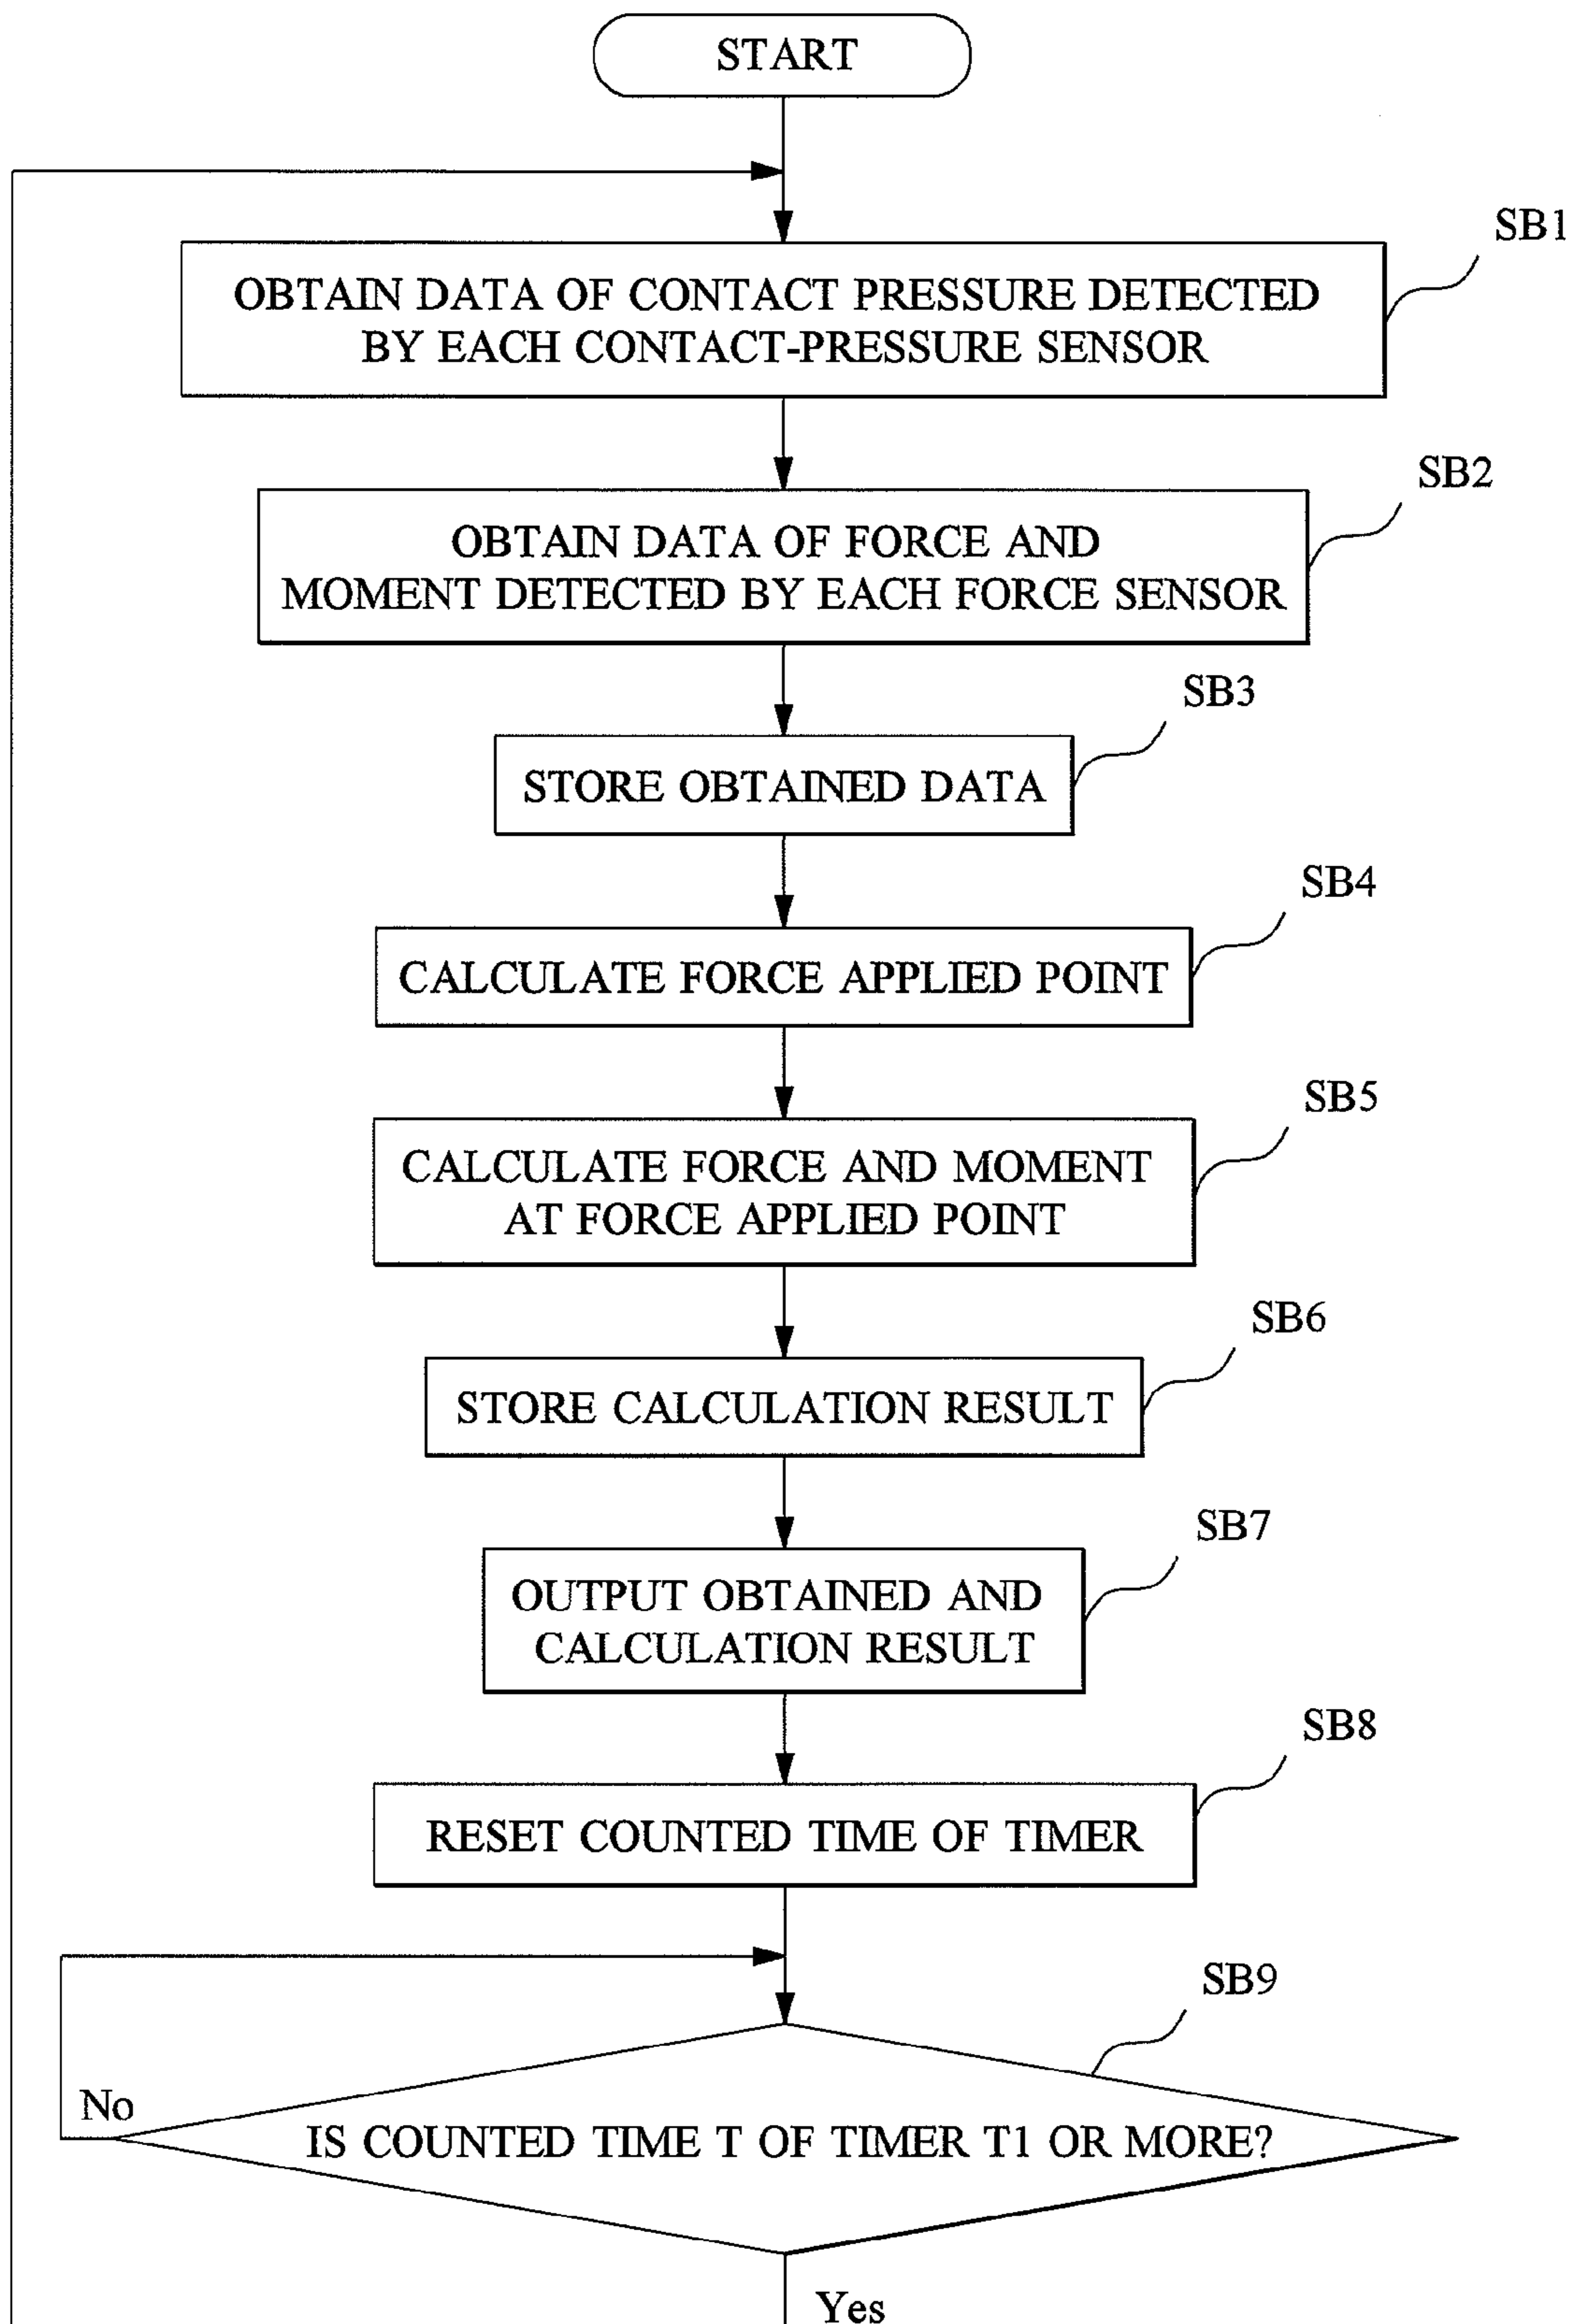 START
SB1
OBTAIN DATA OF CONTACT PRESSURE DETECTED
BY EACH CONTACT-PRESSURE SENSOR
SB2
OBTAIN DATA OF FORCE AND
MOMENT DETECTED BY EACH FORCE SENSOR
SB3
STORE OBTAINED DATA
SB4
CALCULATE FORCE APPLIED POINT
SB5
CALCULATE FORCE AND MOMENT
AT FORCE APPLIED POINT
SB6
STORE CALCULATION RESULT
SB7
OUTPUT OBTAINED AND
CALCULATION RESULT
SB8
RESET COUNTED TIME OF TIMER
SB9
No
IS COUNTED TIME T OF TIMER T1 OR MORE?
Yes